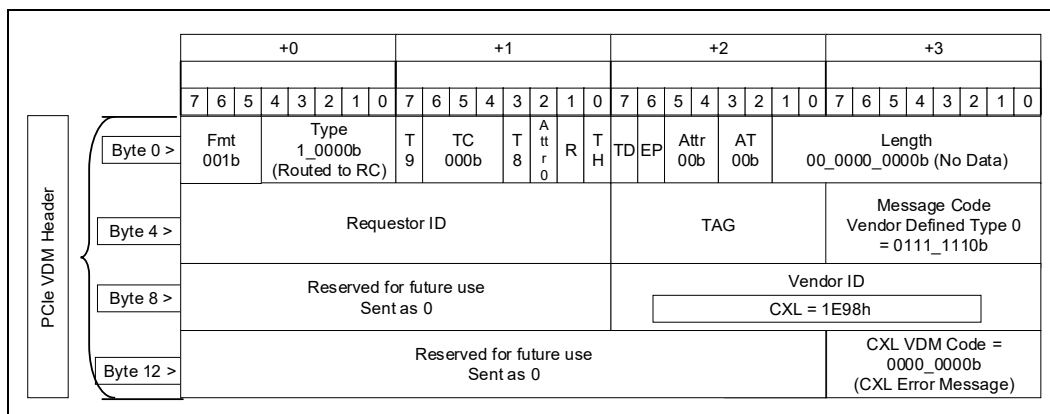 +0 +1 +2 +3
7 6 5 4 3 2 1 0 7 6 5 4 3 2 1 0 7 6 5 4 3 2 1 0 7 6 5 4 3 2 1 0
PCIe VDM Header
Byte 0 >
Fmt
001b
Type
1_0000b
(Routed to RC)
T
9
TC
000b
T
8
A
tt
r
0
R
T
H
TD
EP
Attr
00b
AT
00b
Length
00_0000_0000b (No Data)
Byte 4 >
Requestor ID
TAG
Message Code
Vendor Defined Type 0
= 0111_1110b
Byte 8 >
Reserved for future use
Sent as 0
Vendor ID
CXL = 1E98h
Byte 12 >
Reserved for future use
Sent as 0
CXL VDM Code =
0000_0000b
(CXL Error Message)